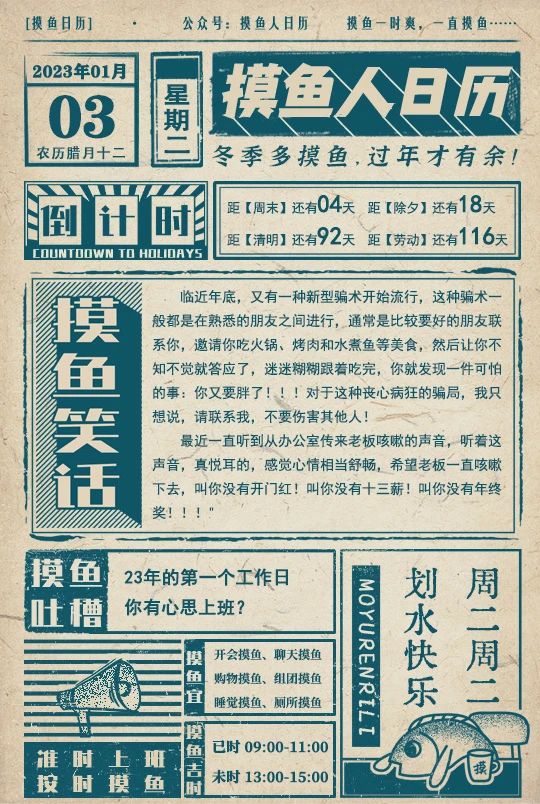 [摸鱼日历] · 公众号：摸鱼人日历 摸鱼一时爽，一直摸鱼……
2023年01月
03
农历腊月十二
星期二
摸鱼人日历
冬季多摸鱼,过年才有余!
倒计时
COUNTDOWN TO HOLIDAYS
距【周末】还有04天 距【除夕】还有18天
距【清明】还有92天 距【劳动】还有116天
摸鱼笑话
临近年底，又有一种新型骗术开始流行，这种骗术一
般都是在熟悉的朋友之间进行，通常是比较要好的朋友联
系你，邀请你吃火锅、烤肉和水煮鱼等美食，然后让你不
知不觉就答应了，迷迷糊糊跟着吃完，你就发现一件可怕
的事：你又要胖了！！！对于这种丧心病狂的骗局，我只
想说，请联系我，不要伤害其他人！
最近一直听到从办公室传来老板咳嗽的声音，听着这
声音，真悦耳的，感觉心情相当舒畅，希望老板一直咳嗽
下去，叫你没有开门红！叫你没有十三薪！叫你没有年终
奖！！！"
摸鱼
吐槽
23年的第一个工作日
你有心思上班？
准时上班
按时摸鱼
摸鱼宜
开会摸鱼、聊天摸鱼
购物摸鱼、组团摸鱼
睡觉摸鱼、厕所摸鱼
摸鱼吉时
巳时 09:00-11:00
未时 13:00-15:00
周二周二
划水快乐
MOYURENRILI
摸